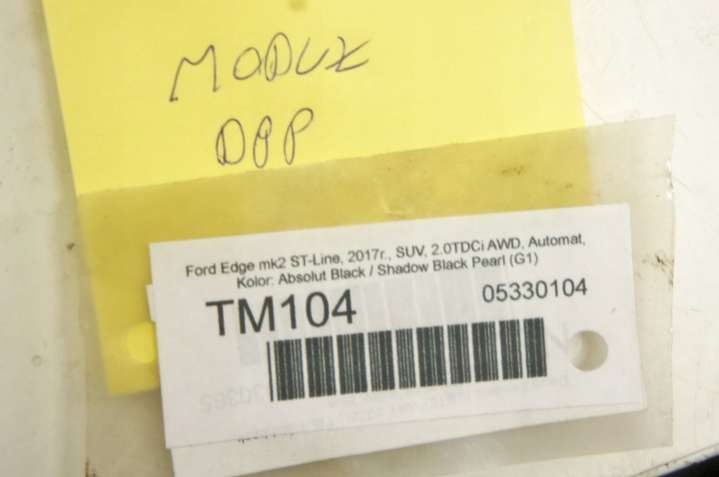 MODUŁ
DPP
Ford Edge mk2 ST-Line, 2017r., SUV, 2.0TDCi AWD, Automat,
Kolor: Absolut Black / Shadow Black Pearl (G1)
TM104
05330104